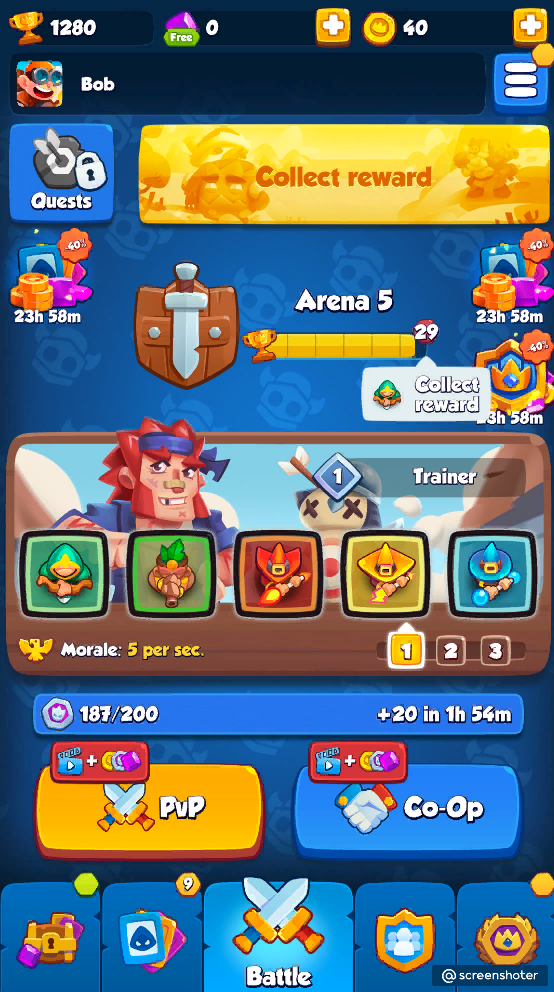 1280
Free
0
40
Bob
Quests
Collect reward
-40%
23h 58m
Arena 5
29
-40%
23h 58m
Collect
reward
-40%
3h 58m
1
Trainer
Morale: 5 per sec.
1 2 3
187/200
+20 in 1h 54m
+
PvP
+
Co-Op
9
Battle
@screenshoter